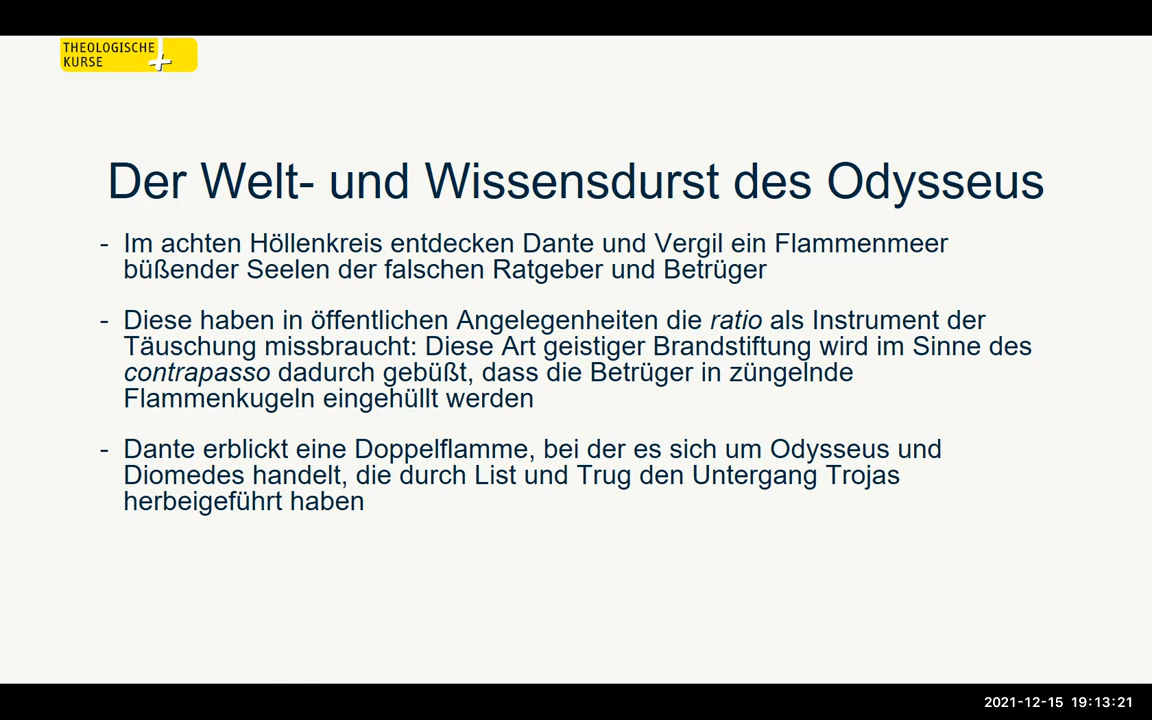 THEOLOGISCHE
KURSE
Der Welt- und Wissensdurst des Odysseus
- Im achten Höllenkreis entdecken Dante und Vergil ein Flammenmeer
büßender Seelen der falschen Ratgeber und Betrüger
- Diese haben in öffentlichen Angelegenheiten die ratio als Instrument der
Täuschung missbraucht: Diese Art geistiger Brandstiftung wird im Sinne des
contrapasso dadurch gebüßt, dass die Betrüger in züngelnde
Flammenkugeln eingehüllt werden
- Dante erblickt eine Doppelflamme, bei der es sich um Odysseus und
Diomedes handelt, die durch List und Trug den Untergang Trojas
herbeigeführt haben
2021-12-15 19:13:21